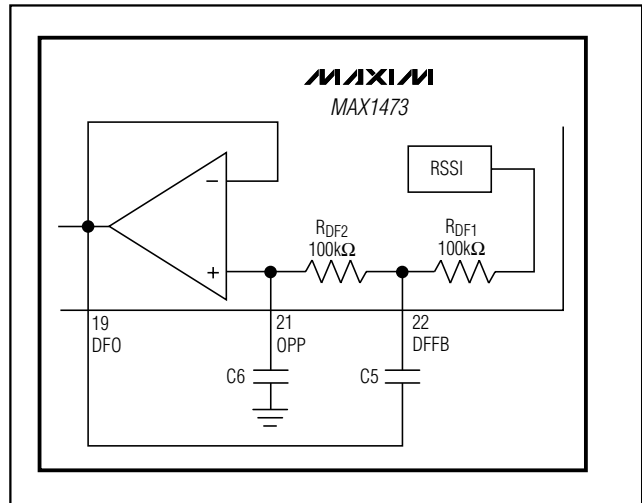 MAXIM
MAX1473
RSSI
RDF2
100kΩ
RDF1
100kΩ
−
+
19
DFO
21
OPP
22
DFFB
C6
C5